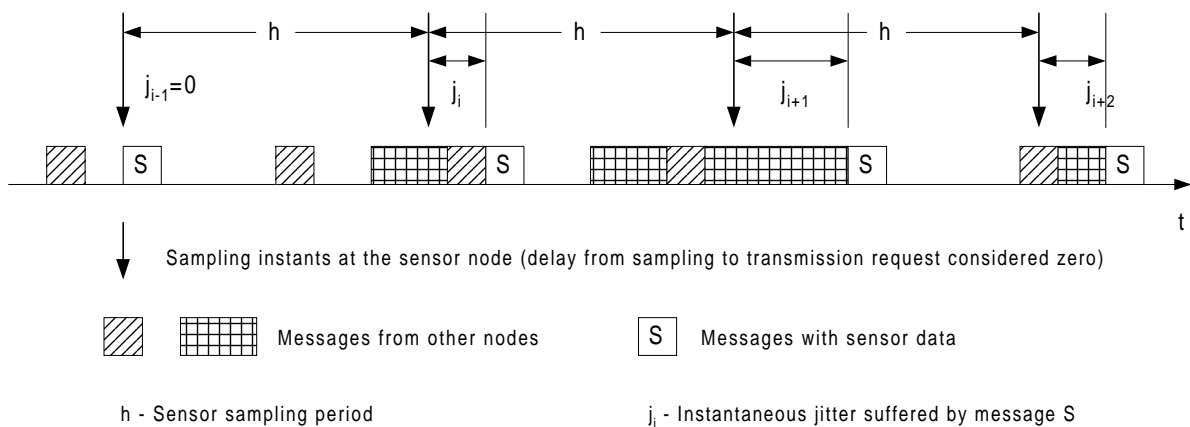 h h h
j_{i-1}=0 j_i j_{i+1} j_{i+2}
S S S S
t
Sampling instants at the sensor node (delay from sampling to transmission request considered zero)
Messages from other nodes S Messages with sensor data
h - Sensor sampling period j_i - Instantaneous jitter suffered by message S